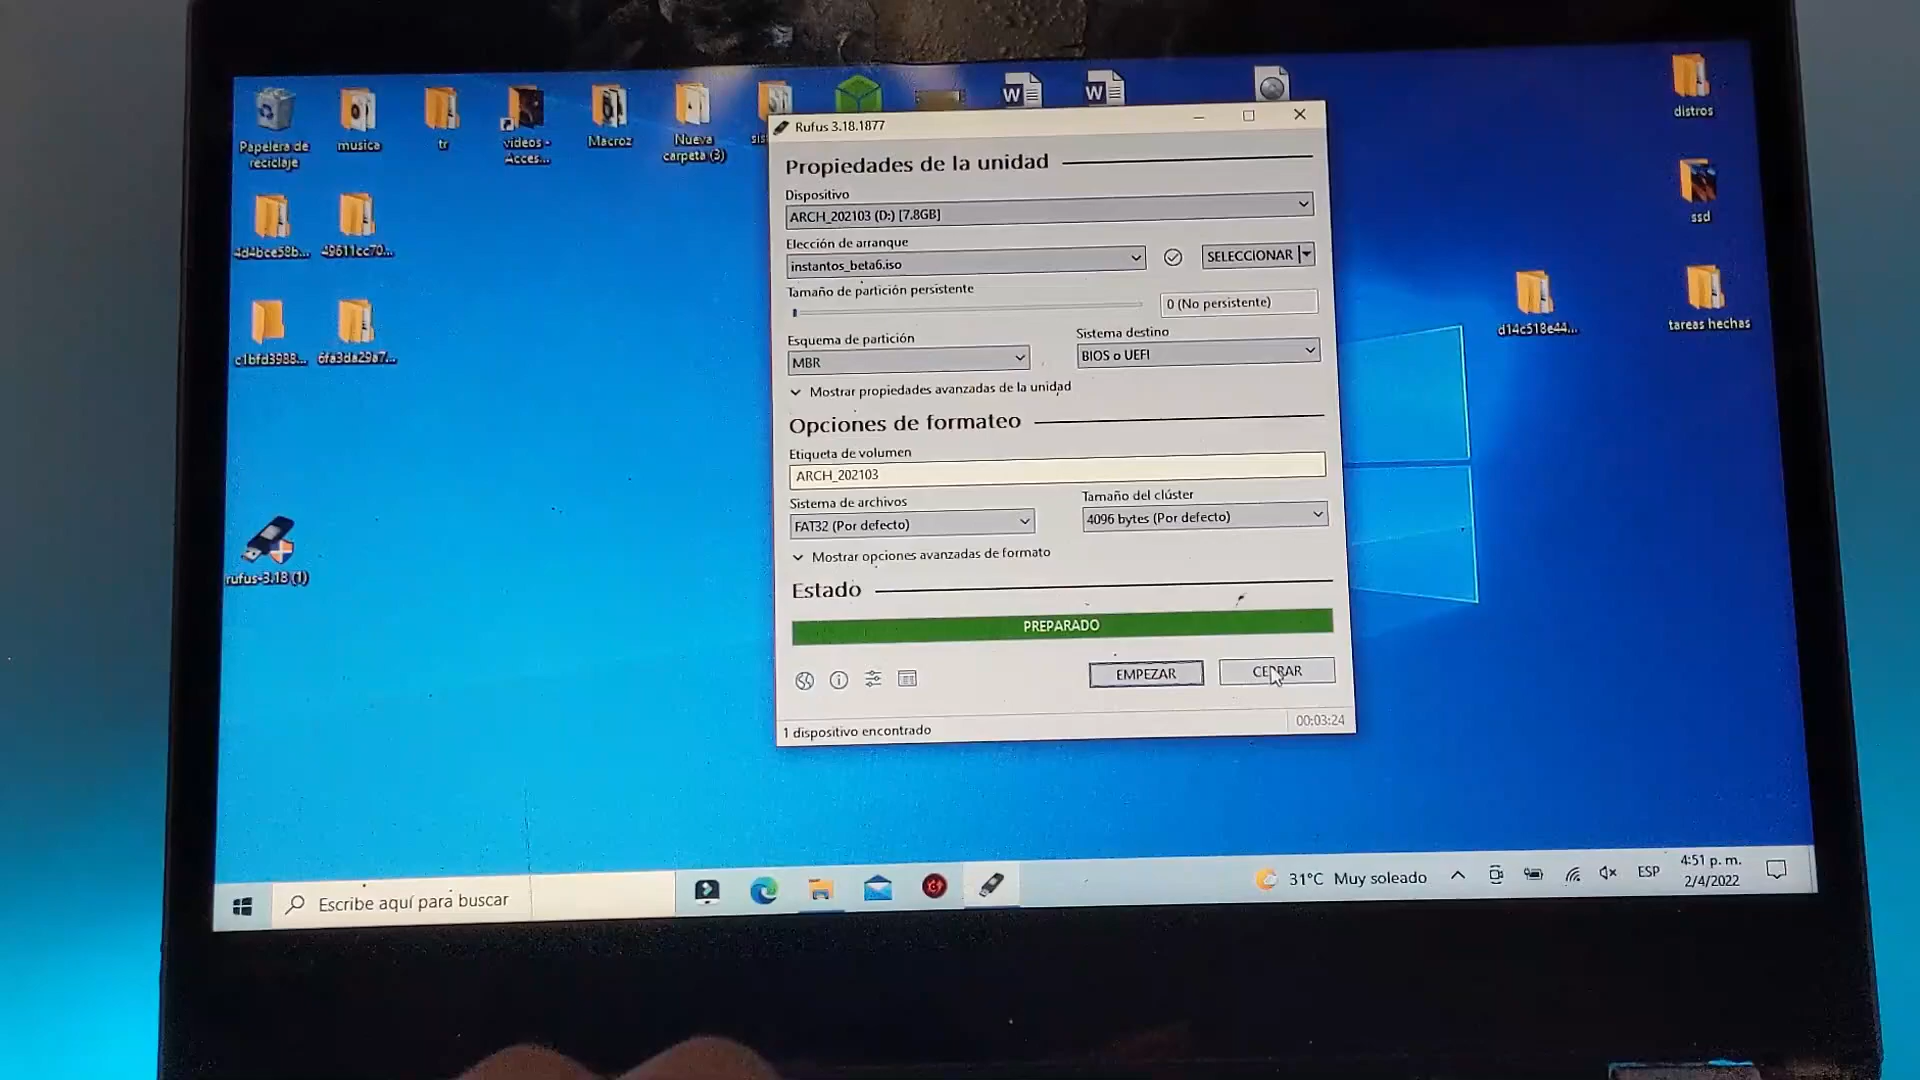 Papelera de
reciclaje
musica
tr
videos -
Acces...
Macroz
Nueva
carpeta (3)
distros
4d4bce58b...
49611cc70...
ssd
c1bfd3988...
6fa3da29a7...
d14c518e44...
tareas hechas
rufus-3.18 (1)
Rufus 3.18.1877
Propiedades de la unidad
Dispositivo
ARCH_202103 (D:) [7.8GB]
Elección de arranque
instantos_beta6.iso
SELECCIONAR
Tamaño de partición persistente
0 (No persistente)
Esquema de partición
Sistema destino
MBR
BIOS o UEFI
Mostrar propiedades avanzadas de la unidad
Opciones de formateo
Etiqueta de volumen
ARCH_202103
Sistema de archivos
Tamaño del clúster
FAT32 (Por defecto)
4096 bytes (Por defecto)
Mostrar opciones avanzadas de formato
Estado
PREPARADO
EMPEZAR
CERRAR
1 dispositivo encontrado
00:03:24
Escribe aquí para buscar
31°C Muy soleado
ESP
4:51 p. m.
2/4/2022